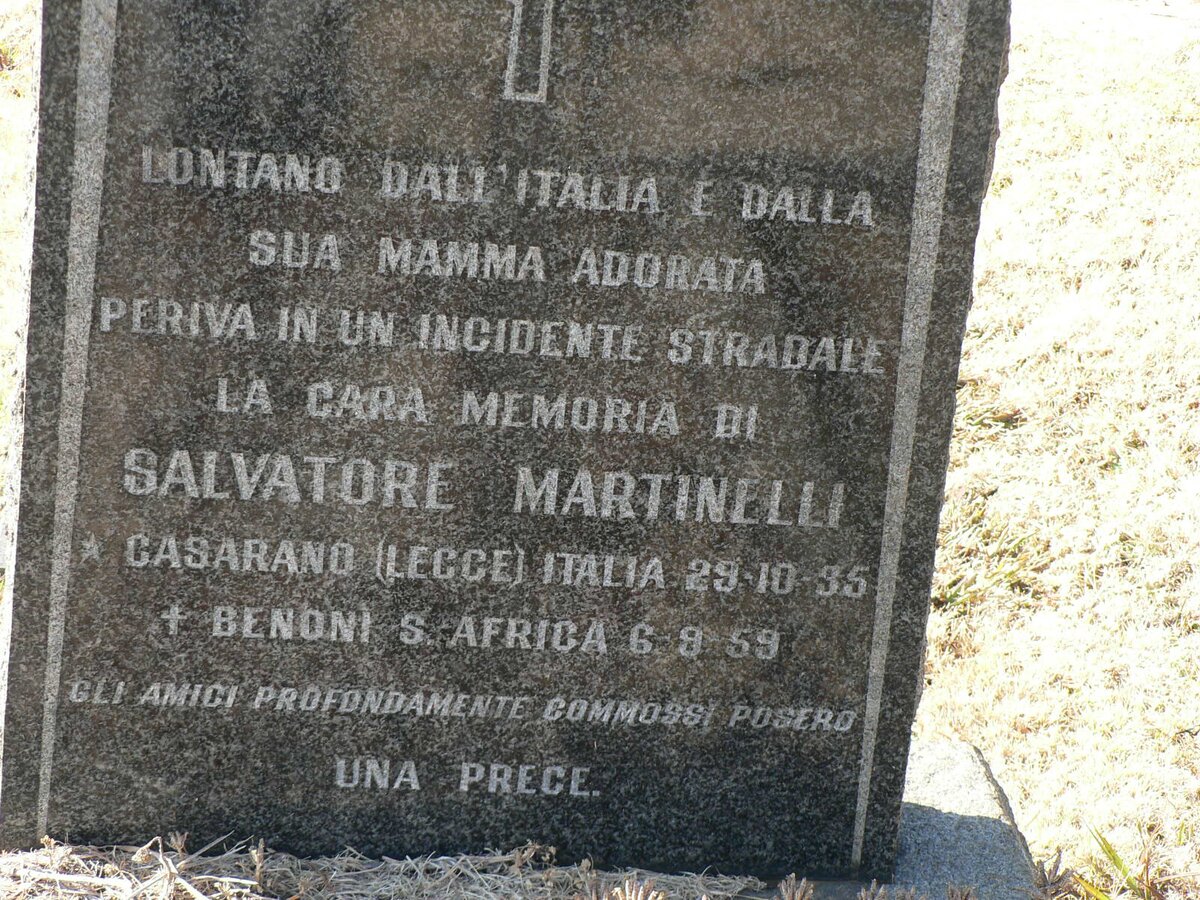 LONTANO DALL'ITALIA E DALLA
SUA MAMMA ADORATA
PERIVA IN UN INCIDENTE STRADALE
LA CARA MEMORIA DI
SALVATORE MARTINELLI
* CASARANO (LECCE) ITALIA 29-10-35
✝ BENONI S. AFRICA 6-9-59
GLI AMICI PROFONDAMENTE COMMOSSI POSERO
UNA PRECE.